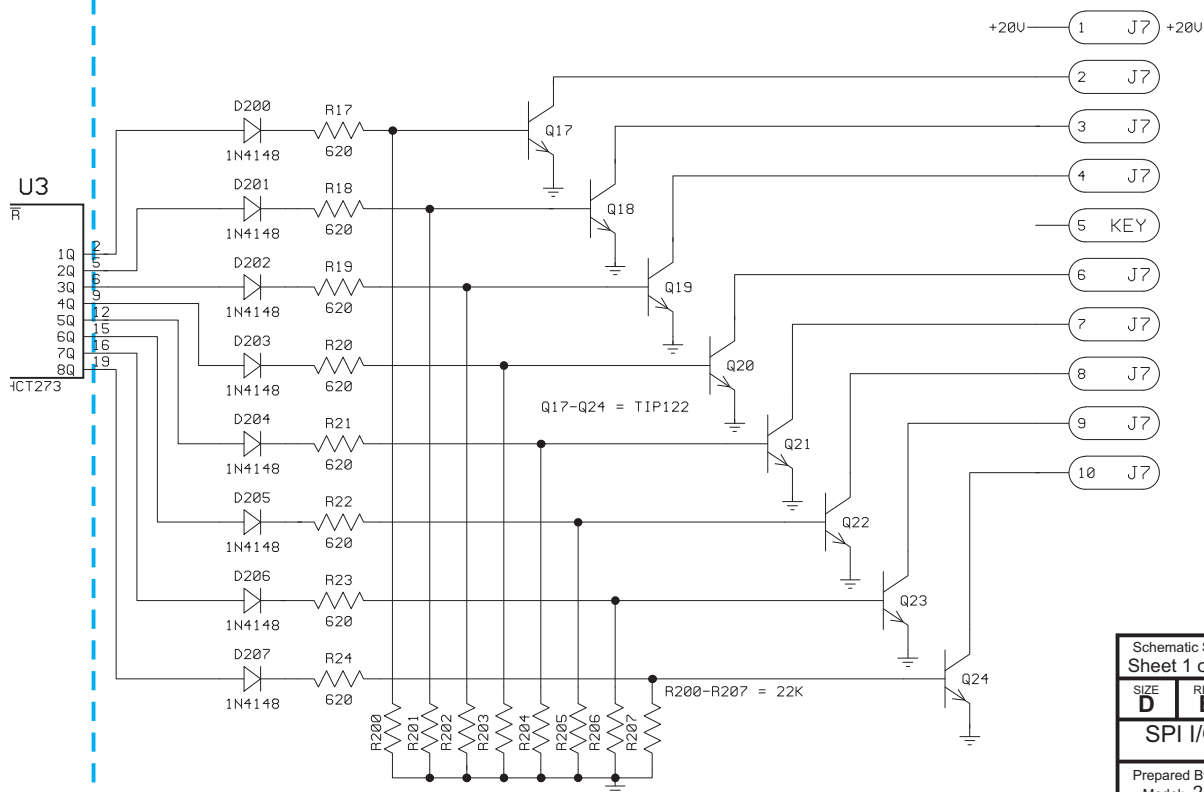 +20V
1 J7
+20V
2 J7
3 J7
4 J7
5 KEY
6 J7
7 J7
8 J7
9 J7
10 J7
U3
R
1Q 2
2Q 5
3Q 6
4Q 9
5Q 12
6Q 15
7Q 16
8Q 19
HCT273
D200
1N4148
R17
620
Q17
D201
1N4148
R18
620
Q18
D202
1N4148
R19
620
Q19
D203
1N4148
R20
620
Q20
Q17-Q24 = TIP122
D204
1N4148
R21
620
Q21
D205
1N4148
R22
620
Q22
D206
1N4148
R23
620
Q23
D207
1N4148
R24
620
Q24
R200-R207 = 22K
R200
R201
R202
R203
R204
R205
R206
R207
Schematic
Sheet 1
SIZE
D
SPI
Prepared